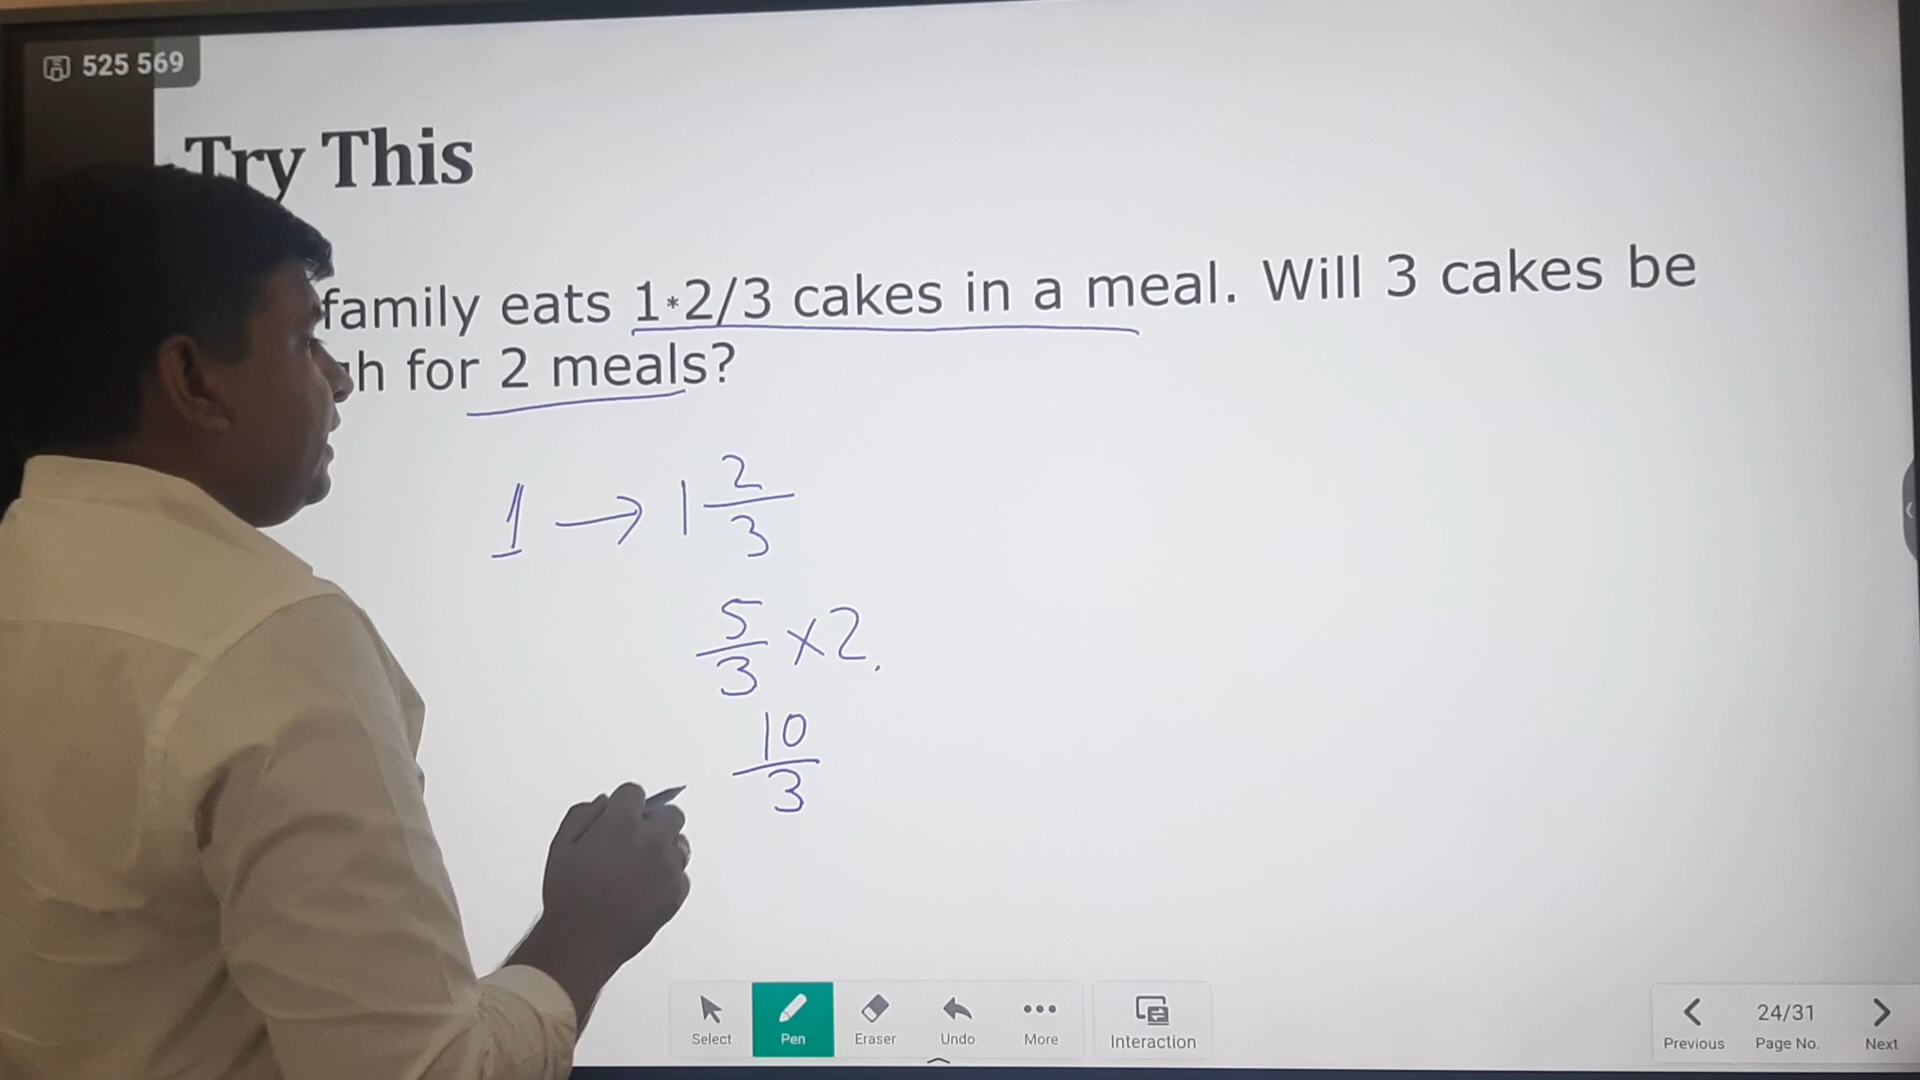 525 569
Try This
family eats 1*2/3 cakes in a meal. Will 3 cakes be
h for 2 meals?
1 → 1 2/3
5/3 × 2.
10/3
Select Pen Eraser Undo More Interaction
Previous 24/31 Page No. Next